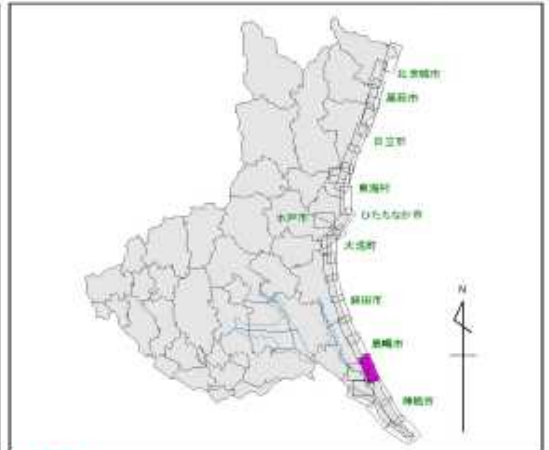 北茨城市
高萩市
日立市
東海村
ひたちなか市
水戸市
大洗町
鉾田市
N
鹿嶋市
神栖市